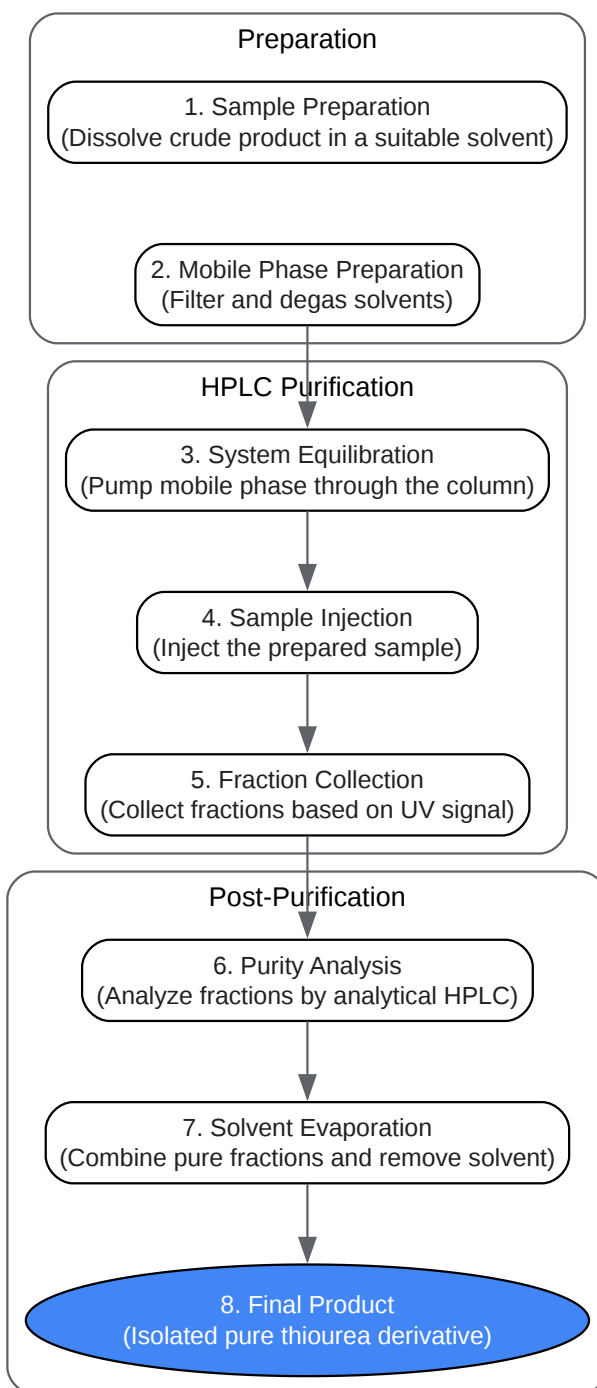 Preparation
1. Sample Preparation
(Dissolve crude product in a suitable solvent)
2. Mobile Phase Preparation
(Filter and degas solvents)
HPLC Purification
3. System Equilibration
(Pump mobile phase through the column)
4. Sample Injection
(Inject the prepared sample)
5. Fraction Collection
(Collect fractions based on UV signal)
Post-Purification
6. Purity Analysis
(Analyze fractions by analytical HPLC)
7. Solvent Evaporation
(Combine pure fractions and remove solvent)
8. Final Product
(Isolated pure thiourea derivative)